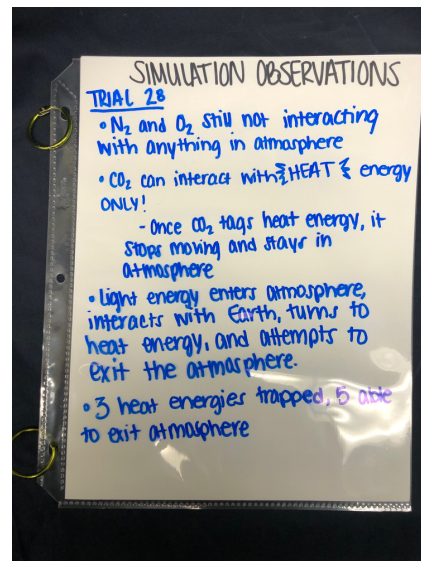 SIMULATION OBSERVATIONS
TRIAL 28
• N₂ and O₂ still not interacting
with anything in atmosphere
• CO₂ can interact with HEAT energy
ONLY!
- Once CO₂ tags heat energy, it
stops moving and stays in
atmosphere
• Light energy enters atmosphere,
interacts with Earth, turns to
heat energy, and attempts to
exit the atmasphere.
• 3 heat energies trapped, 5 able
to exit atmosphere